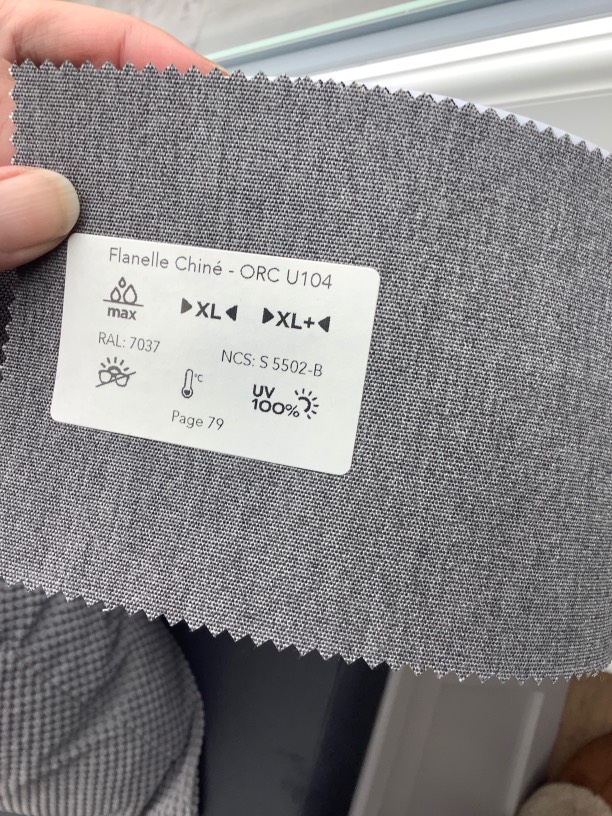 Flanelle Chiné - ORC U104
max
XL XL+
RAL: 7037
NCS: S 5502-B
°C
UV
100%
Page 79